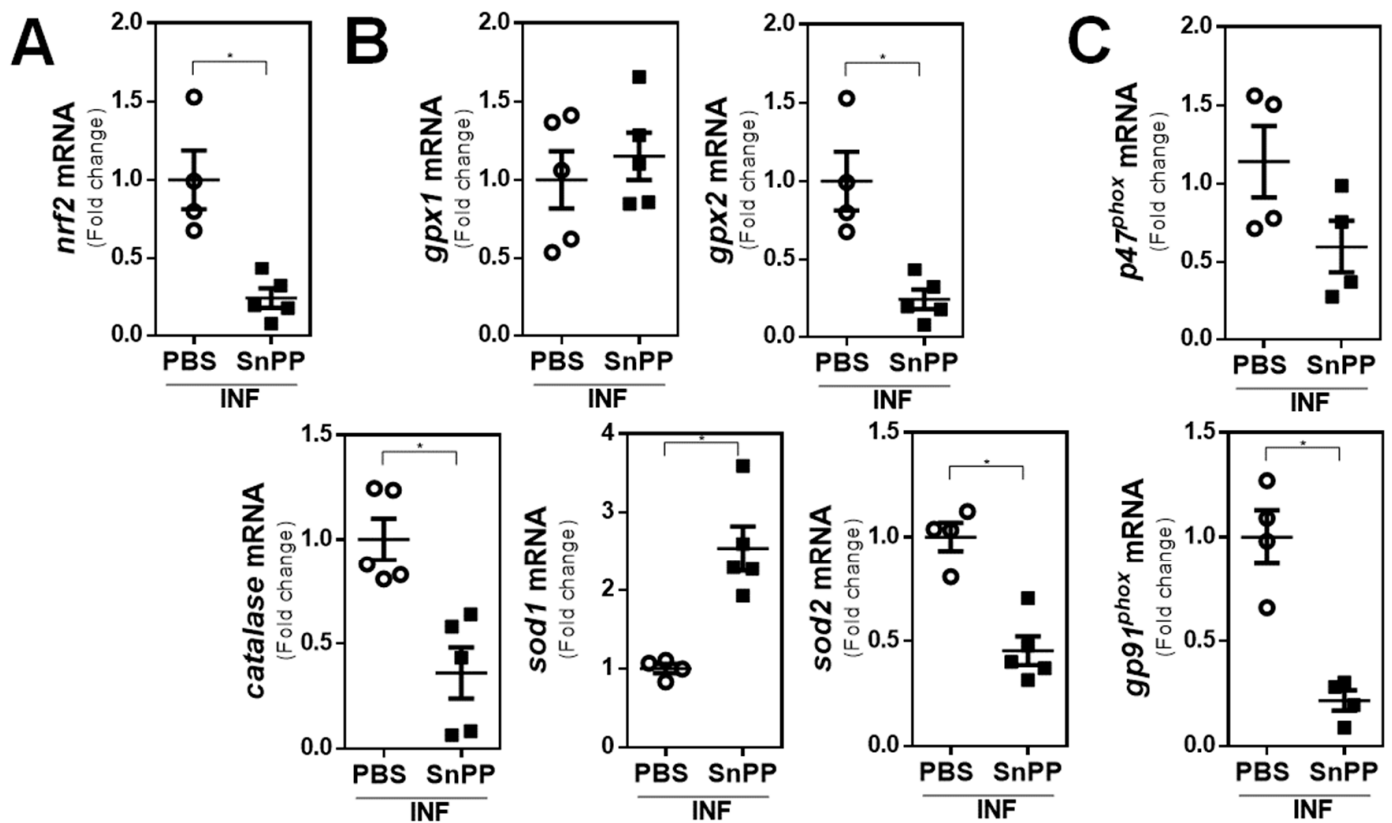 A
nrf2 mRNA
(Fold change)
2.0
1.5
1.0
0.5
0.0
*
PBS SnPP
INF
B
gpx1 mRNA
(Fold change)
2.0
1.5
1.0
0.5
0.0
PBS SnPP
INF
gpx2 mRNA
(Fold change)
2.0
1.5
1.0
0.5
0.0
*
PBS SnPP
INF
C
p47phox mRNA
(Fold change)
2.0
1.5
1.0
0.5
0.0
PBS SnPP
INF
catalase mRNA
(Fold change)
1.5
1.0
0.5
0.0
*
PBS SnPP
INF
sod1 mRNA
(Fold change)
4
3
2
1
0
*
PBS SnPP
INF
sod2 mRNA
(Fold change)
1.5
1.0
0.5
0.0
*
PBS SnPP
INF
gp91phox mRNA
(Fold change)
1.5
1.0
0.5
0.0
*
PBS SnPP
INF